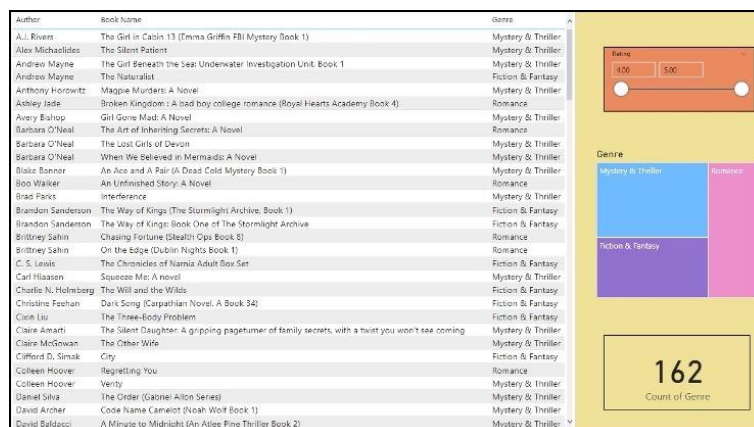 Author Book Name Genre
A.J. Rivers The Girl in Cabin 13 (Emma Griffin FBI Mystery Book 1) Mystery & Thriller
Alex Michaelides The Silent Patient Mystery & Thriller
Andrew Mayne The Girl Beneath the Sea: Underwater Investigation Unit, Book 1 Mystery & Thriller
Andrew Mayne The Naturalist Fiction & Fantasy
Anthony Horowitz Magpie Murders: A Novel Mystery & Thriller
Ashley Jade Broken Kingdom : A bad boy college romance (Royal Hearts Academy Book 4) Romance
Avery Bishop Girl Gone Mad: A Novel Mystery & Thriller
Barbara O'Neal The Art of Inheriting Secrets: A Novel Romance
Barbara O'Neal The Lost Girls of Devon Mystery & Thriller
Barbara O'Neal When We Believed in Mermaids: A Novel Mystery & Thriller
Blake Banner An Ace and A Pair (A Dead Cold Mystery Book 1) Mystery & Thriller
Boo Walker An Unfinished Story: A Novel Romance
Brad Parks Interference Mystery & Thriller
Brandon Sanderson The Way of Kings (The Stormlight Archive, Book 1) Fiction & Fantasy
Brandon Sanderson The Way of Kings: Book One of The Stormlight Archive Fiction & Fantasy
Brittney Sahin Chasing Fortune (Stealth Ops Book 8) Romance
Brittney Sahin On the Edge (Dublin Nights Book 1) Romance
C. S. Lewis The Chronicles of Narnia Adult Box Set Fiction & Fantasy
Carl Hiaasen Squeeze Me: A novel Mystery & Thriller
Charlie N. Holmberg The Will and the Wilds Fiction & Fantasy
Christine Feehan Dark Song (Carpathian Novel, A Book 34) Fiction & Fantasy
Cixin Liu The Three-Body Problem Fiction & Fantasy
Claire Amarti The Silent Daughter: A gripping pageturner of family secrets, with a twist you won't see coming Mystery & Thriller
Claire McGowan The Other Wife Mystery & Thriller
Clifford D. Simak City Fiction & Fantasy
Colleen Hoover Regretting You Romance
Colleen Hoover Verity Mystery & Thriller
Daniel Silva The Order (Gabriel Allon Series) Mystery & Thriller
David Archer Code Name Camelot (Noah Wolf Book 1) Mystery & Thriller
David Baldacci A Minute to Midnight (An Atlee Pine Thriller Book 2) Mystery & Thriller
Rating
4.00 5.00
Genre
Mystery & Thriller Romance
Fiction & Fantasy
162
Count of Genre